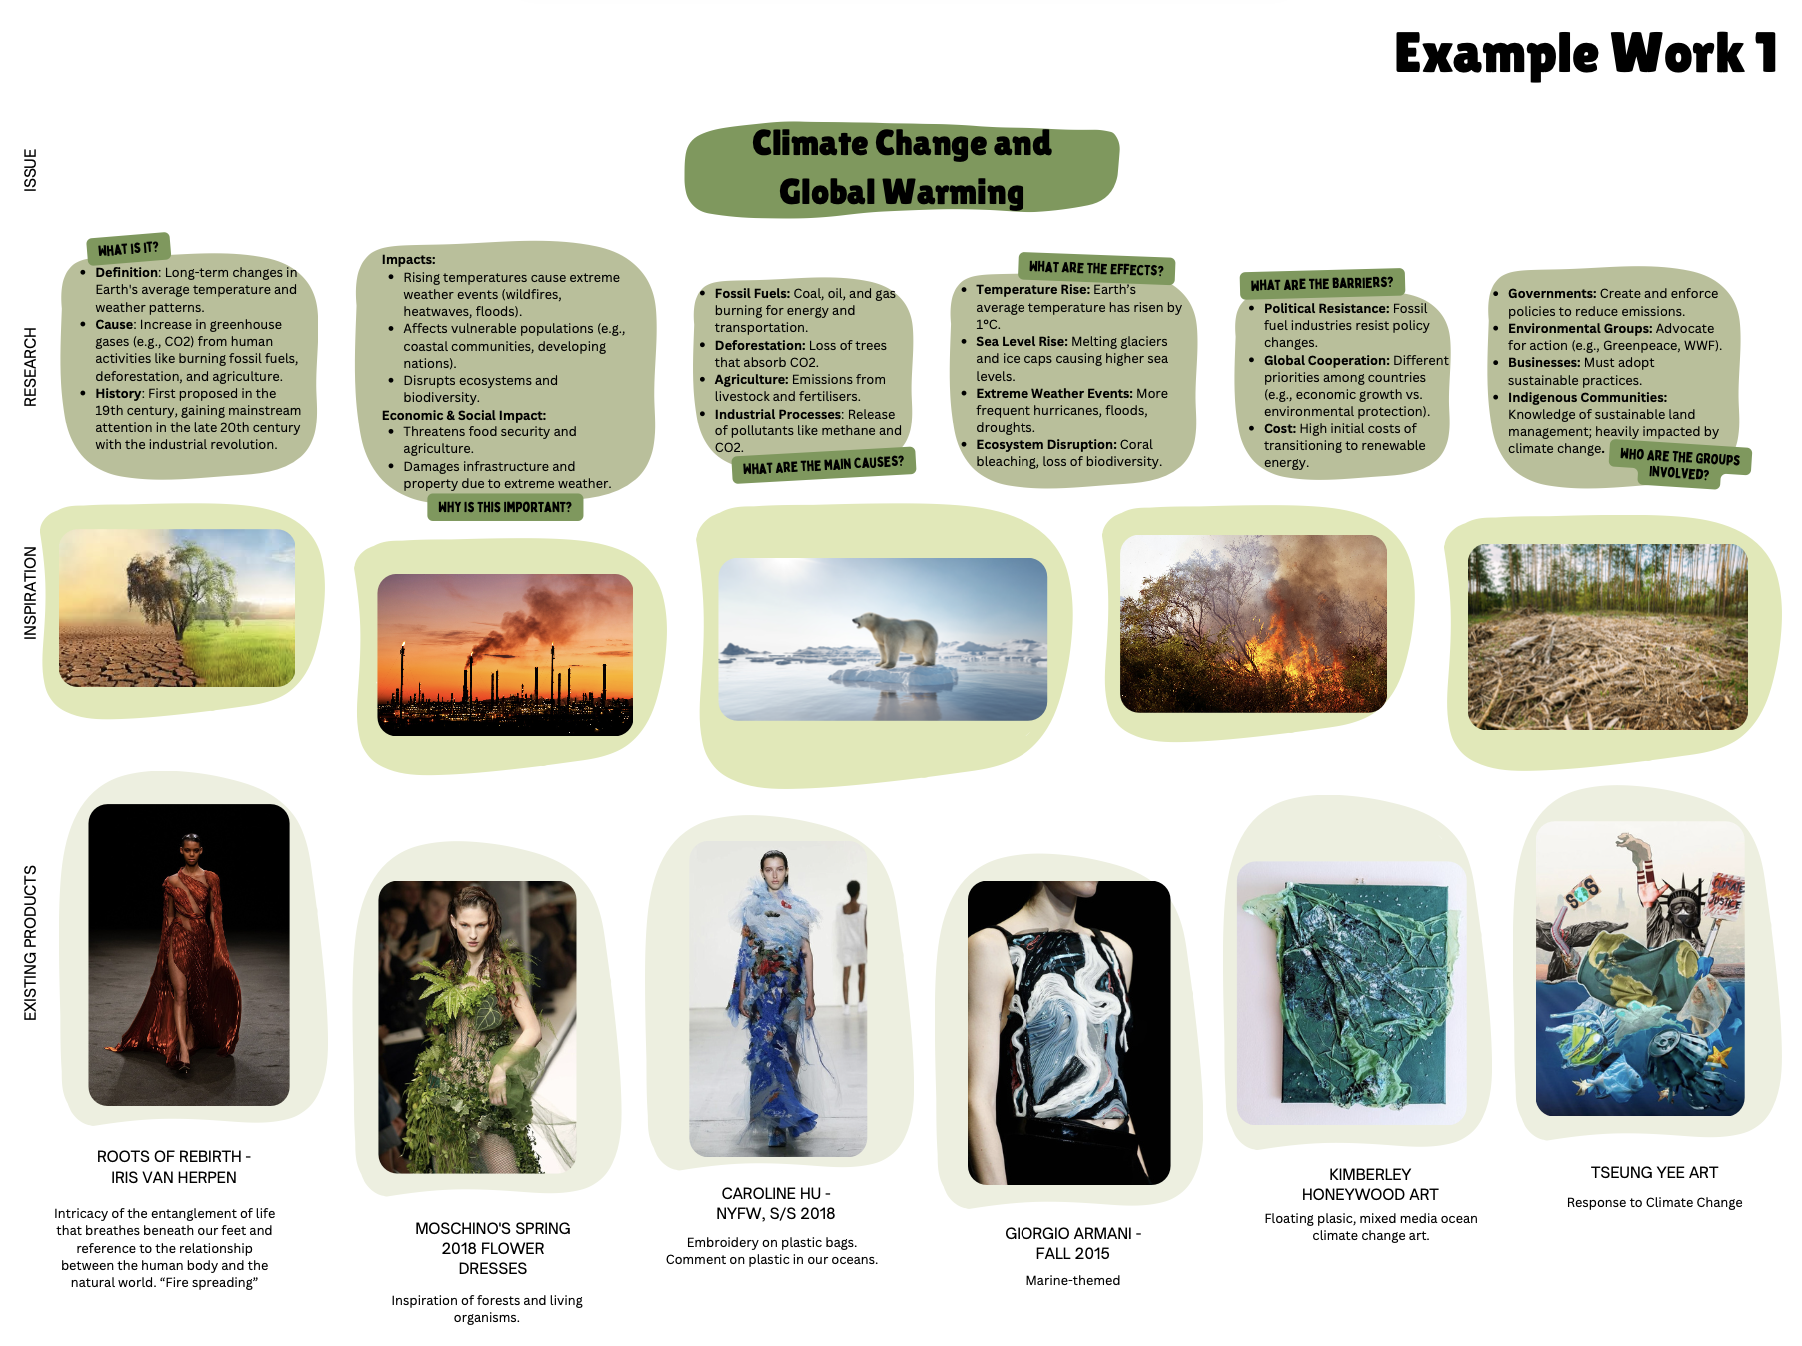 Example Work 1
ISSUE
Climate Change and
Global Warming
RESEARCH
WHAT IS IT?
• Definition: Long-term changes in
Earth's average temperature and
weather patterns.
• Cause: Increase in greenhouse
gases (e.g., CO2) from human
activities like burning fossil fuels,
deforestation, and agriculture.
• History: First proposed in the
19th century, gaining mainstream
attention in the late 20th century
with the industrial revolution.
Impacts:
• Rising temperatures cause extreme
weather events (wildfires,
heatwaves, floods).
• Affects vulnerable populations (e.g.,
coastal communities, developing
nations).
• Disrupts ecosystems and
biodiversity.
Economic & Social Impact:
• Threatens food security and
agriculture.
• Damages infrastructure and
property due to extreme weather.
WHY IS THIS IMPORTANT?
• Fossil Fuels: Coal, oil, and gas
burning for energy and
transportation.
• Deforestation: Loss of trees
that absorb CO2.
• Agriculture: Emissions from
livestock and fertilisers.
• Industrial Processes: Release
of pollutants like methane and
CO2.
WHAT ARE THE MAIN CAUSES?
WHAT ARE THE EFFECTS?
• Temperature Rise: Earth's
average temperature has risen by
1°C.
• Sea Level Rise: Melting glaciers
and ice caps causing higher sea
levels.
• Extreme Weather Events: More
frequent hurricanes, floods,
droughts.
• Ecosystem Disruption: Coral
bleaching, loss of biodiversity.
WHAT ARE THE BARRIERS?
• Political Resistance: Fossil
fuel industries resist policy
changes.
• Global Cooperation: Different
priorities among countries
(e.g., economic growth vs.
environmental protection).
• Cost: High initial costs of
transitioning to renewable
energy.
• Governments: Create and enforce
policies to reduce emissions.
• Environmental Groups: Advocate
for action (e.g., Greenpeace, WWF).
• Businesses: Must adopt
sustainable practices.
• Indigenous Communities:
Knowledge of sustainable land
management; heavily impacted by
climate change.
WHO ARE THE GROUPS
INVOLVED?
INSPIRATION
EXISTING PRODUCTS
SOS
CLIMATE
JUSTICE
ROOTS OF REBIRTH -
IRIS VAN HERPEN
Intricacy of the entanglement of life
that breathes beneath our feet and
reference to the relationship
between the human body and the
natural world. “Fire spreading”
MOSCHINO'S SPRING
2018 FLOWER
DRESSES
Inspiration of forests and living
organisms.
CAROLINE HU -
NYFW, S/S 2018
Embroidery on plastic bags.
Comment on plastic in our oceans.
GIORGIO ARMANI -
FALL 2015
Marine-themed
KIMBERLEY
HONEYWOOD ART
Floating plasic, mixed media ocean
climate change art.
TSEUNG YEE ART
Response to Climate Change